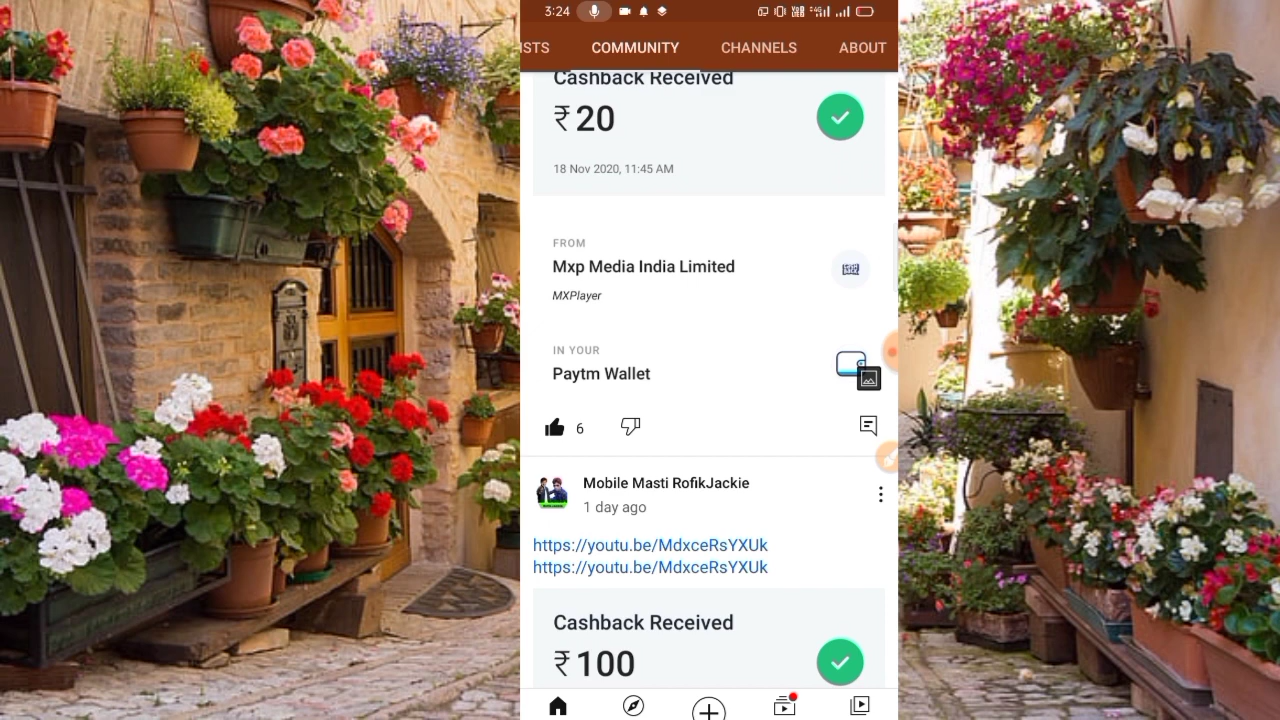 3:24
ISTS COMMUNITY CHANNELS ABOUT
Cashback Received
₹20
18 Nov 2020, 11:45 AM
FROM
Mxp Media India Limited
MXPlayer
IN YOUR
Paytm Wallet
6
Mobile Masti RofikJackie
1 day ago
https://youtu.be/MdxceRsYXUk
https://youtu.be/MdxceRsYXUk
Cashback Received
₹100